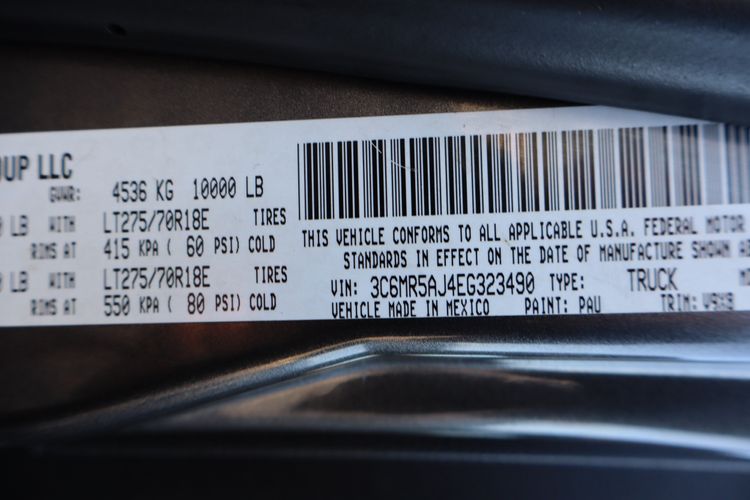 OUP LLC
GVWR: 4536 KG 10000 LB
LB WITH LT275/70R18E TIRES
RIMS AT 415 KPA ( 60 PSI) COLD
LB WITH LT275/70R18E TIRES
RIMS AT 550 KPA ( 80 PSI) COLD
THIS VEHICLE CONFORMS TO ALL APPLICABLE U.S.A. FEDERAL MOTOR
STANDARDS IN EFFECT ON THE DATE OF MANUFACTURE SHOWN
VIN: 3C6MR5AJ4EG323490 TYPE: TRUCK
VEHICLE MADE IN MEXICO PAINT: PAU TRIM: